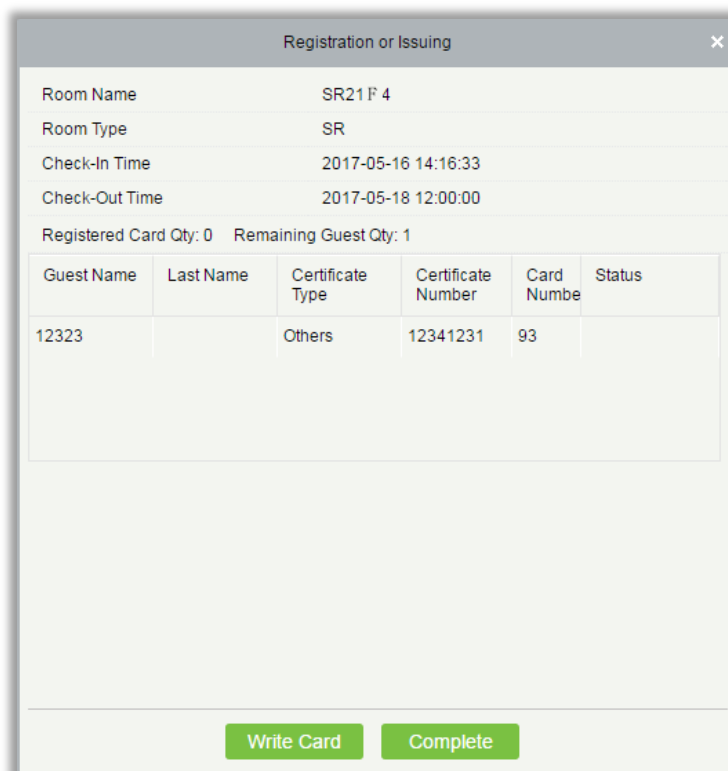 Registration or Issuing
Room Name SR21 F 4
Room Type SR
Check-In Time 2017-05-16 14:16:33
Check-Out Time 2017-05-18 12:00:00
Registered Card Qty: 0 Remaining Guest Qty: 1
Guest Name Last Name Certificate Type Certificate Number Card Numbe Status
12323 Others 12341231 93
Write Card Complete